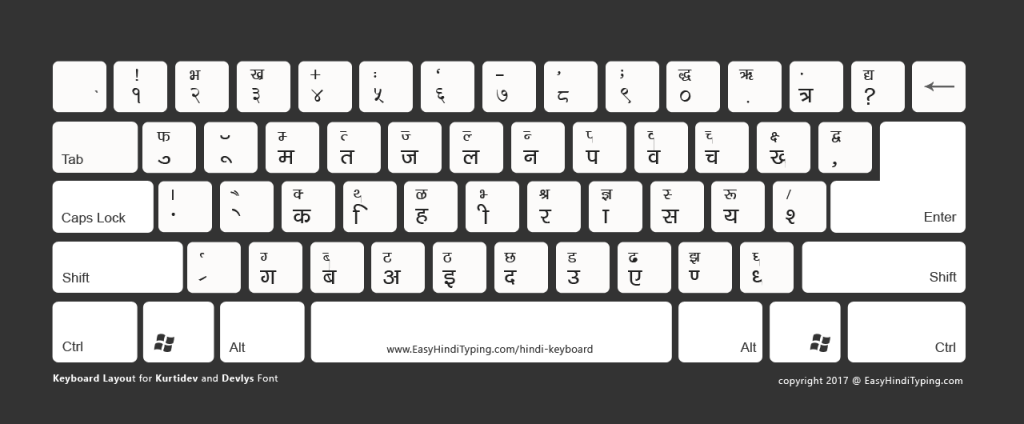 ! भ ख + : ‘ - ’ ; द्ध ऋ . द्य
` १ २ ३ ४ ५ ६ ७ ८ ९ ० . त्र ? ←
फ ँ म् त् ज् ल् न् प् व् च् क्ष् द्व
Tab ु ू म त ज ल न प व च ख् ,
। ै क् थ् ळ भ् श्र ज्ञ स् रू /
Caps Lock . े क ि ह ी र ा स य श् Enter
ग् ब् ट ठ छ ड ढ झ घ्
Shift ्र ग ब अ इ द उ ए ण् ध् Shift
Ctrl Alt www.EasyHindiTyping.com/hindi-keyboard Alt Ctrl
Keyboard Layout for Kurtidev and Devlys Font
copyright 2017 @ EasyHindiTyping.com